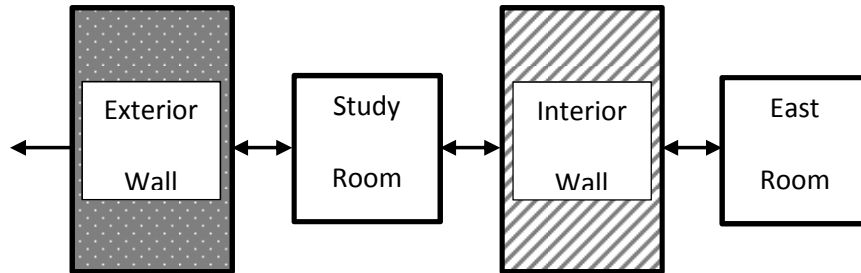 Exterior
Wall
Study
Room
Interior
Wall
East
Room